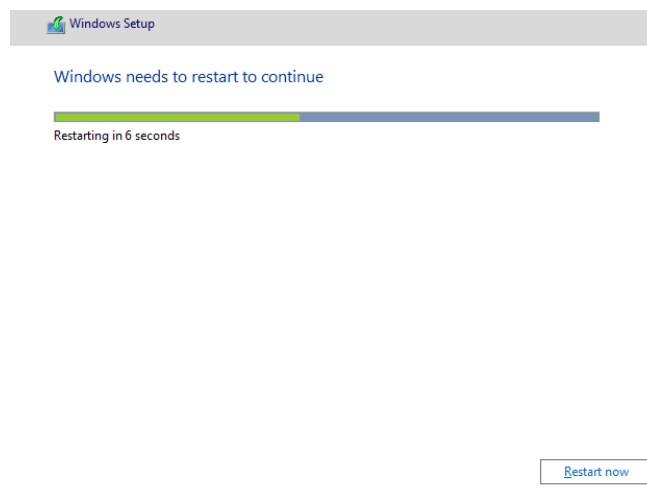 Windows Setup
Windows needs to restart to continue
Restarting in 6 seconds
Restart now